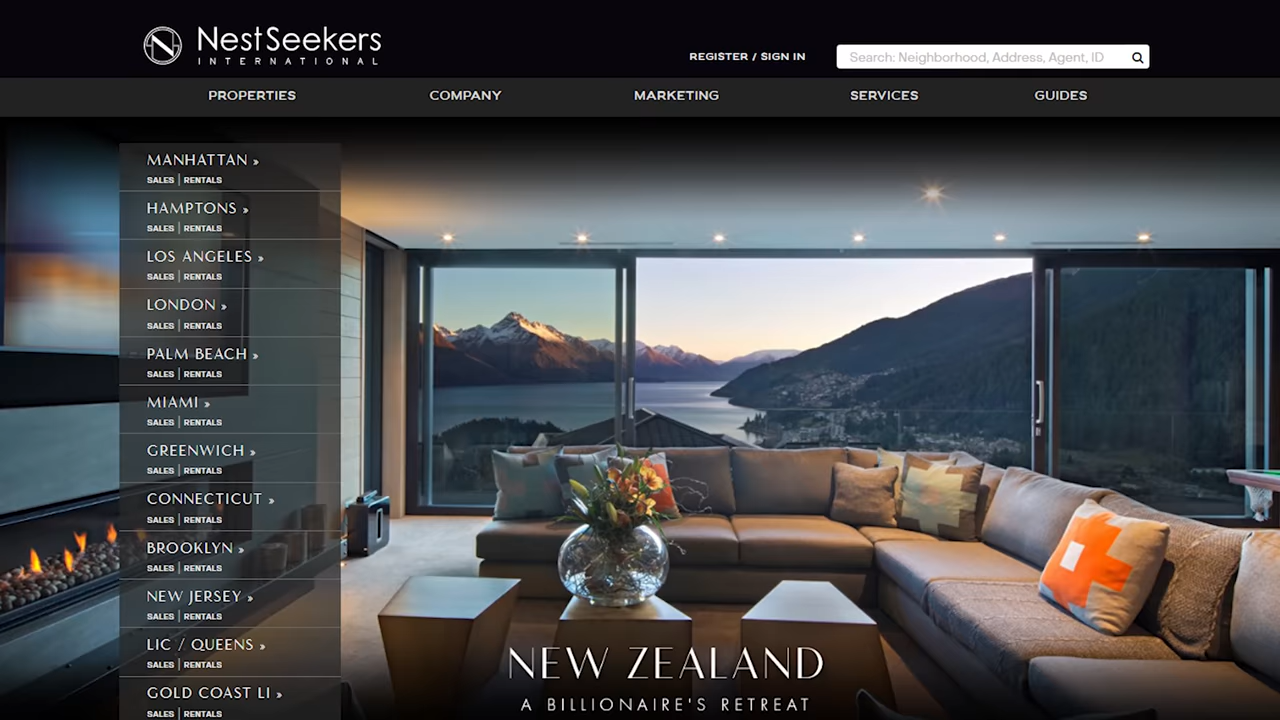 NestSeekers
INTERNATIONAL
REGISTER / SIGN IN
Search: Neighborhood, Address, Agent, ID
PROPERTIES
COMPANY
MARKETING
SERVICES
GUIDES
MANHATTAN »
SALES | RENTALS
HAMPTONS »
SALES | RENTALS
LOS ANGELES »
SALES | RENTALS
LONDON »
SALES | RENTALS
PALM BEACH »
SALES | RENTALS
MIAMI »
SALES | RENTALS
GREENWICH »
SALES | RENTALS
CONNECTICUT »
SALES | RENTALS
BROOKLYN »
SALES | RENTALS
NEW JERSEY »
SALES | RENTALS
LIC / QUEENS »
SALES | RENTALS
GOLD COAST LI »
SALES | RENTALS
NEW ZEALAND
A BILLIONAIRE'S RETREAT